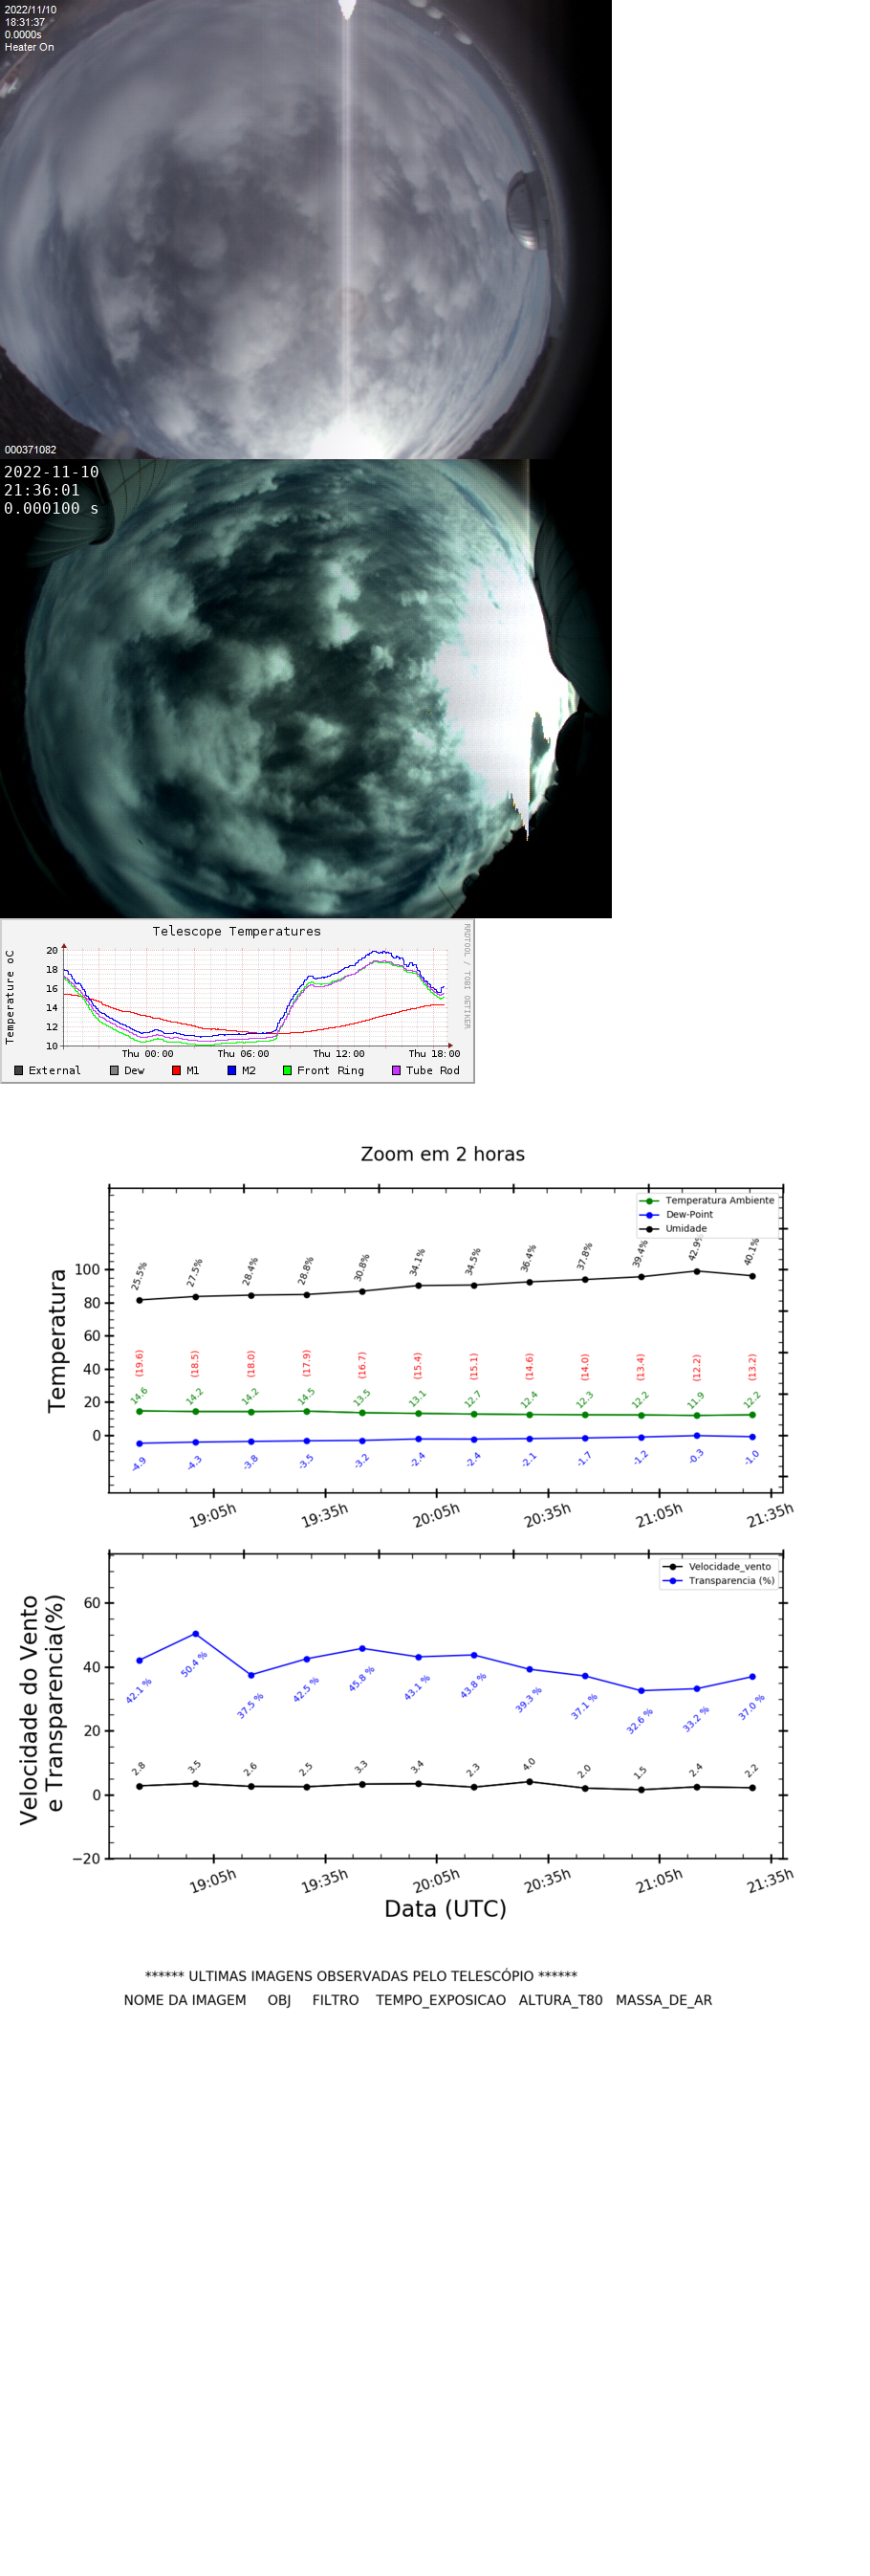 2022/11/10
18:31:37
0.0000s
Heater On
000371082
2022-11-10
21:36:01
0.000100 s
Telescope Temperatures
RRDTOOL / TOBI OETIKER
Temperature oC
20
18
16
14
12
10
Thu 00:00 Thu 06:00 Thu 12:00 Thu 18:00
External Dew M1 M2 Front Ring Tube Rod
Zoom em 2 horas
Temperatura Ambiente
Dew-Point
Umidade
Temperatura
100
80
60
40
20
0
25.5% 27.5% 28.4% 28.8% 30.8% 34.1% 34.5% 36.4% 37.8% 39.4% 42.9% 40.1%
(19.6) (18.5) (18.0) (17.9) (16.7) (15.4) (15.1) (14.6) (14.0) (13.4) (12.2) (13.2)
14.6 14.2 14.2 14.5 13.5 13.1 12.7 12.4 12.3 12.2 11.9 12.2
-4.9 -4.3 -3.8 -3.5 -3.2 -2.4 -2.4 -2.1 -1.7 -1.2 -0.3 -1.0
19:05h 19:35h 20:05h 20:35h 21:05h 21:35h
Velocidade_vento
Transparencia (%)
Velocidade do Vento
e Transparencia(%)
60
40
20
0
−20
42.1 % 50.4 % 37.5 % 42.5 % 45.8 % 43.1 % 43.8 % 39.3 % 37.1 % 32.6 % 33.2 % 37.0 %
2.8 3.5 2.6 2.5 3.3 3.4 2.3 4.0 2.0 1.5 2.4 2.2
19:05h 19:35h 20:05h 20:35h 21:05h 21:35h
Data (UTC)
****** ULTIMAS IMAGENS OBSERVADAS PELO TELESCÓPIO ******
NOME DA IMAGEM OBJ FILTRO TEMPO_EXPOSICAO ALTURA_T80 MASSA_DE_AR